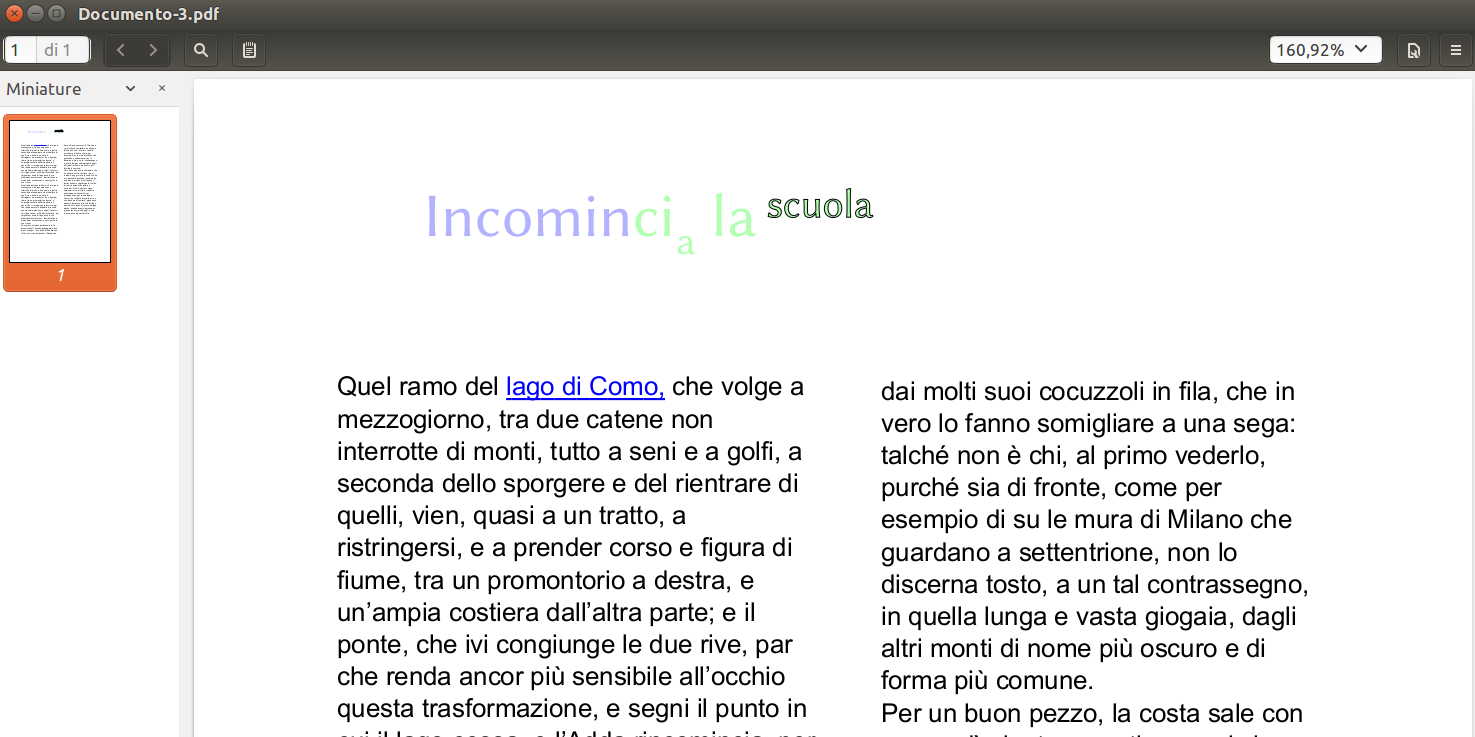 Documento-3.pdf
1 di 1
160,92%
Miniature
1
Incomincia la scuola
Quel ramo del lago di Como, che volge a
mezzogiorno, tra due catene non
interrotte di monti, tutto a seni e a golfi, a
seconda dello sporgere e del rientrare di
quelli, vien, quasi a un tratto, a
ristringersi, e a prender corso e figura di
fiume, tra un promontorio a destra, e
un’ampia costiera dall’altra parte; e il
ponte, che ivi congiunge le due rive, par
che renda ancor più sensibile all’occhio
questa trasformazione, e segni il punto in
dai molti suoi cocuzzoli in fila, che in
vero lo fanno somigliare a una sega:
talché non è chi, al primo vederlo,
purché sia di fronte, come per
esempio di su le mura di Milano che
guardano a settentrione, non lo
discerna tosto, a un tal contrassegno,
in quella lunga e vasta giogaia, dagli
altri monti di nome più oscuro e di
forma più comune.
Per un buon pezzo, la costa sale con